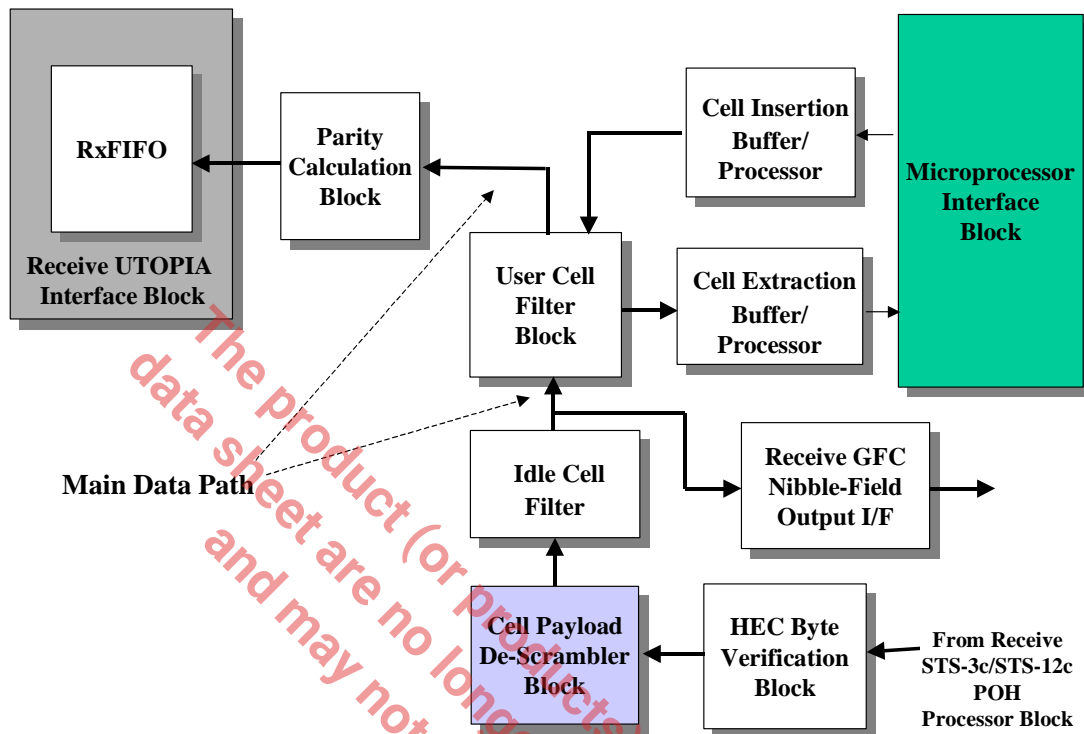 RxFIFO
Receive UTOPIA
Interface Block
Parity
Calculation
Block
Cell Insertion
Buffer/
Processor
Microprocessor
Interface
Block
User Cell
Filter
Block
Cell Extraction
Buffer/
Processor
Main Data Path
Idle Cell
Filter
Receive GFC
Nibble-Field
Output I/F
Cell Payload
De-Scrambler
Block
HEC Byte
Verification
Block
From Receive
STS-3c/STS-12c
POH
Processor Block
The product (or products)
data sheet are no longe
and may not